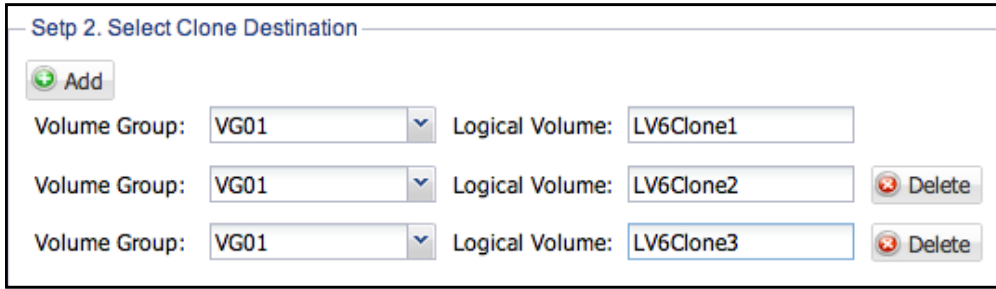 Setp 2. Select Clone Destination
Add
Volume Group: VG01 Logical Volume: LV6Clone1
Volume Group: VG01 Logical Volume: LV6Clone2 Delete
Volume Group: VG01 Logical Volume: LV6Clone3 Delete